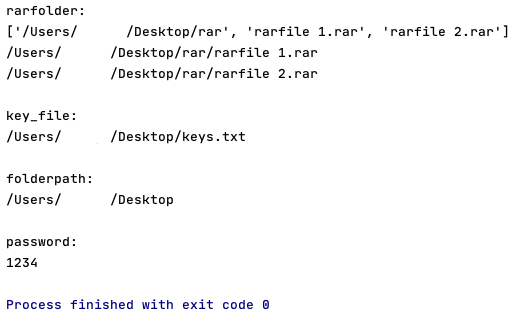 rarfolder:
['/Users/      /Desktop/rar', 'rarfile 1.rar', 'rarfile 2.rar']
/Users/      /Desktop/rar/rarfile 1.rar
/Users/      /Desktop/rar/rarfile 2.rar
key_file:
/Users/      /Desktop/keys.txt
folderpath:
/Users/      /Desktop
password:
1234
Process finished with exit code 0